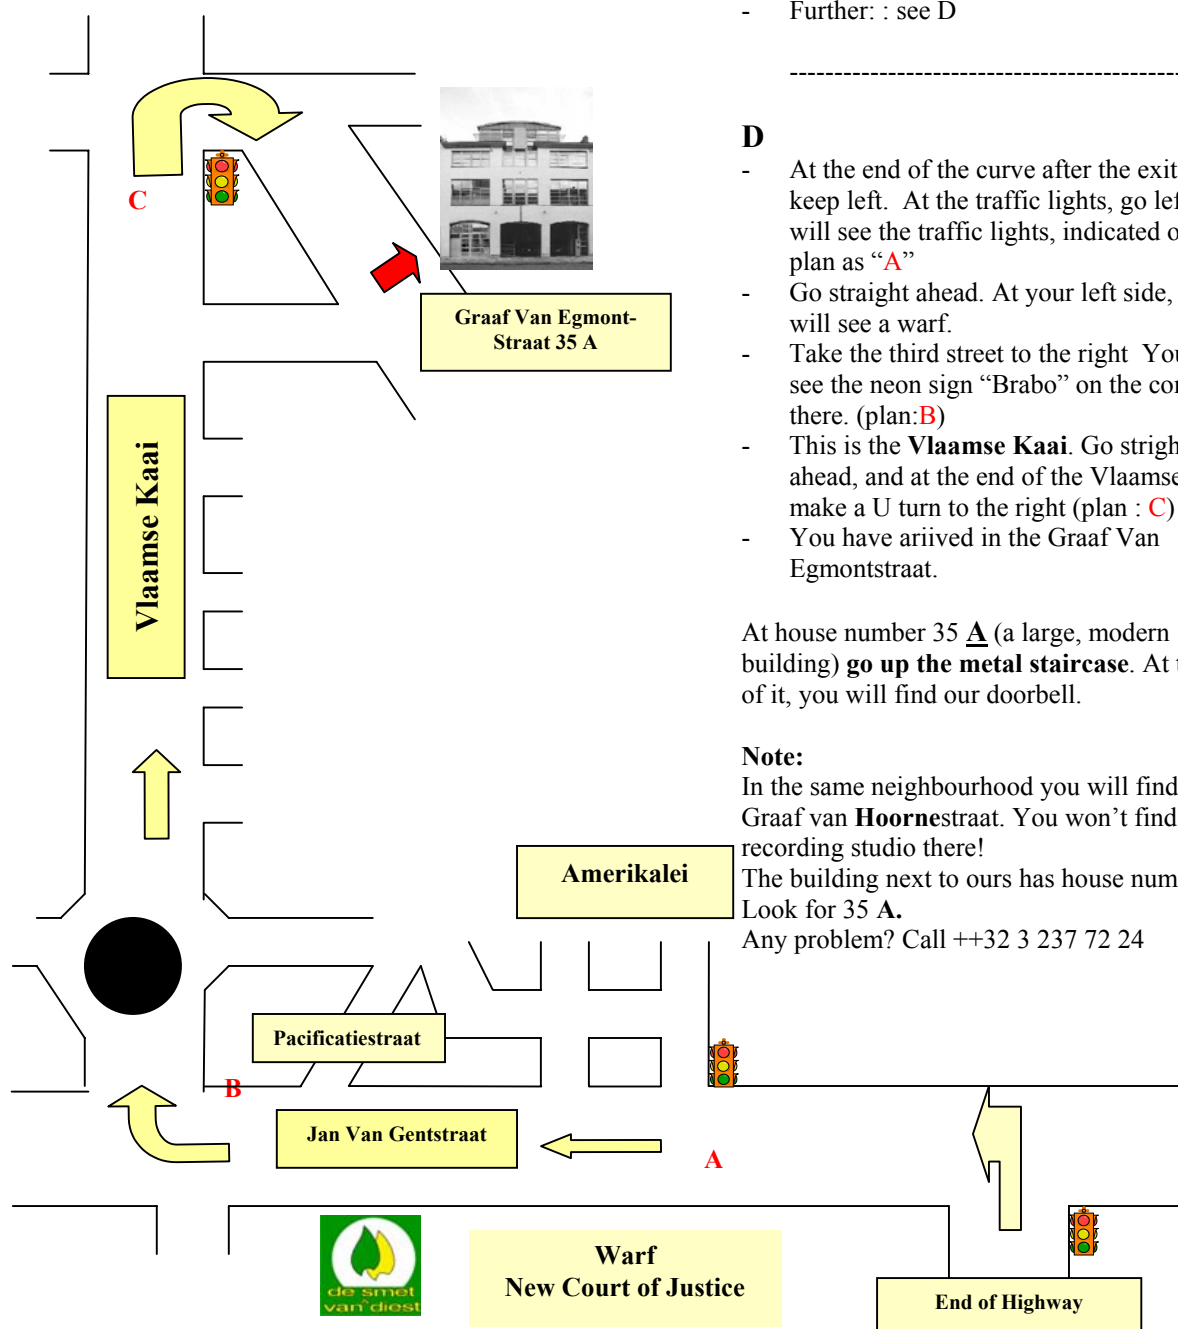 - Further: : see D
-------------------------------------------
D
- At the end of the curve after the exit
keep left. At the traffic lights, go lef
will see the traffic lights, indicated o
plan as “A”
- Go straight ahead. At your left side,
will see a warf.
- Take the third street to the right You
see the neon sign “Brabo” on the cor
there. (plan:B)
- This is the Vlaamse Kaai. Go strigh
ahead, and at the end of the Vlaamse
make a U turn to the right (plan : C)
- You have ariived in the Graaf Van
Egmontstraat.
At house number 35 A (a large, modern
building) go up the metal staircase. At t
of it, you will find our doorbell.
Note:
In the same neighbourhood you will find
Graaf van Hoornestraat. You won’t find
recording studio there!
The building next to ours has house num
Look for 35 A.
Any problem? Call ++32 3 237 72 24
C
Graaf Van Egmont-
Straat 35 A
Vlaamse Kaai
Amerikalei
Pacificatiestraat
B
Jan Van Gentstraat
A
de smet
van diest
Warf
New Court of Justice
End of Highway